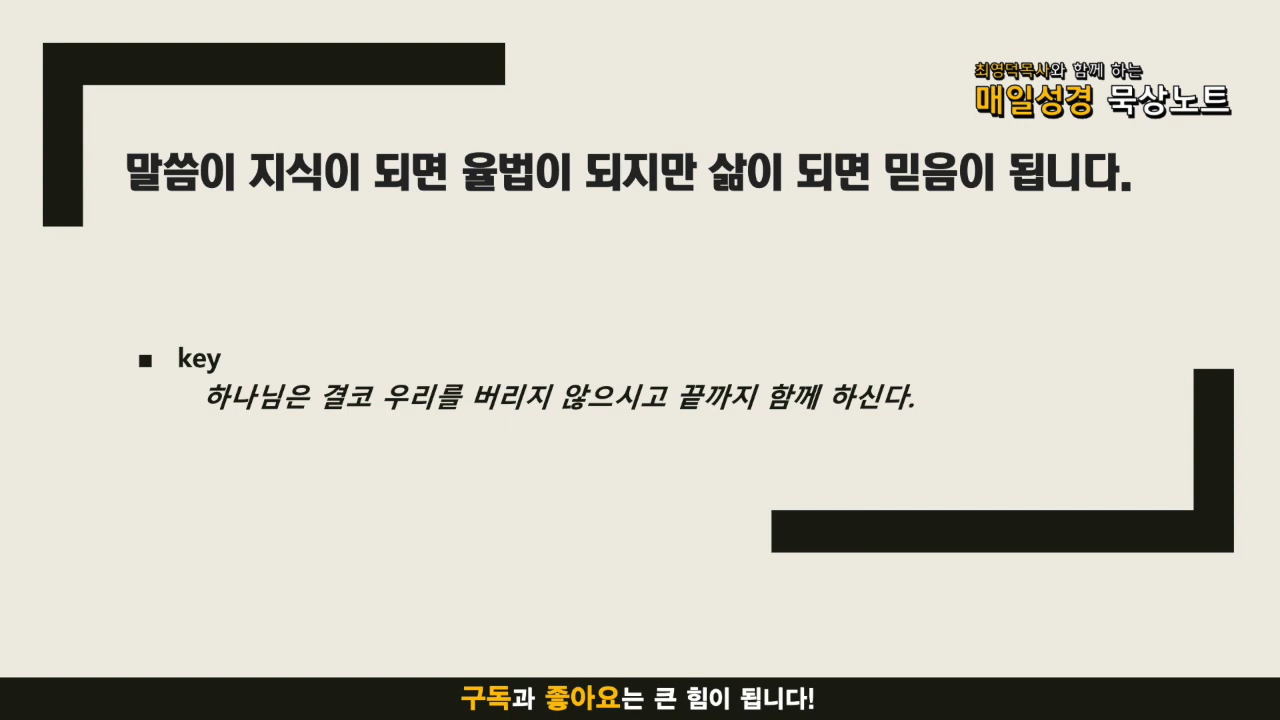 최영덕목사와 함께 하는
매일성경 묵상노트
말씀이 지식이 되면 율법이 되지만 삶이 되면 믿음이 됩니다.
■ key
하나님은 결코 우리를 버리지 않으시고 끝까지 함께 하신다.
구독과 좋아요는 큰 힘이 됩니다!